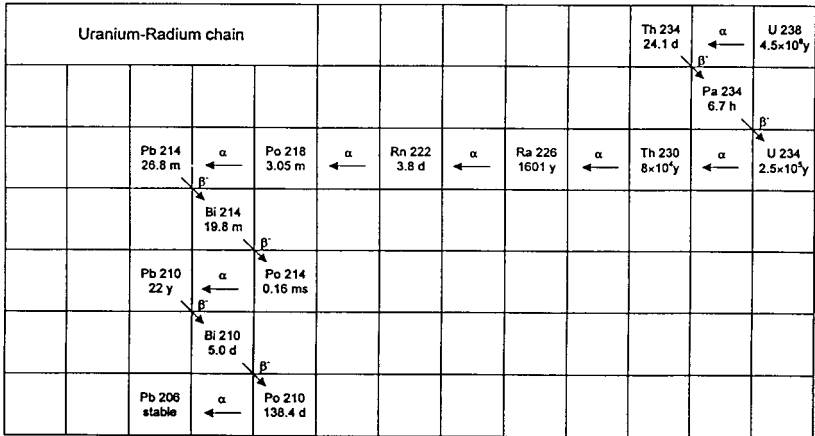 Uranium-Radium chain
Th 234 α U 238
24.1 d 4.5×10⁹y
β⁻
Pa 234
6.7 h
β⁻
Pb 214 α Po 218 α Rn 222 α Ra 226 α Th 230 α U 234
26.8 m 3.05 m 3.8 d 1601 y 8×10⁴y 2.5×10⁵y
β⁻
Bi 214
19.8 m
β⁻
Pb 210 α Po 214
22 y 0.16 ms
β⁻
Bi 210
5.0 d
β⁻
Pb 206 α Po 210
stable 138.4 d